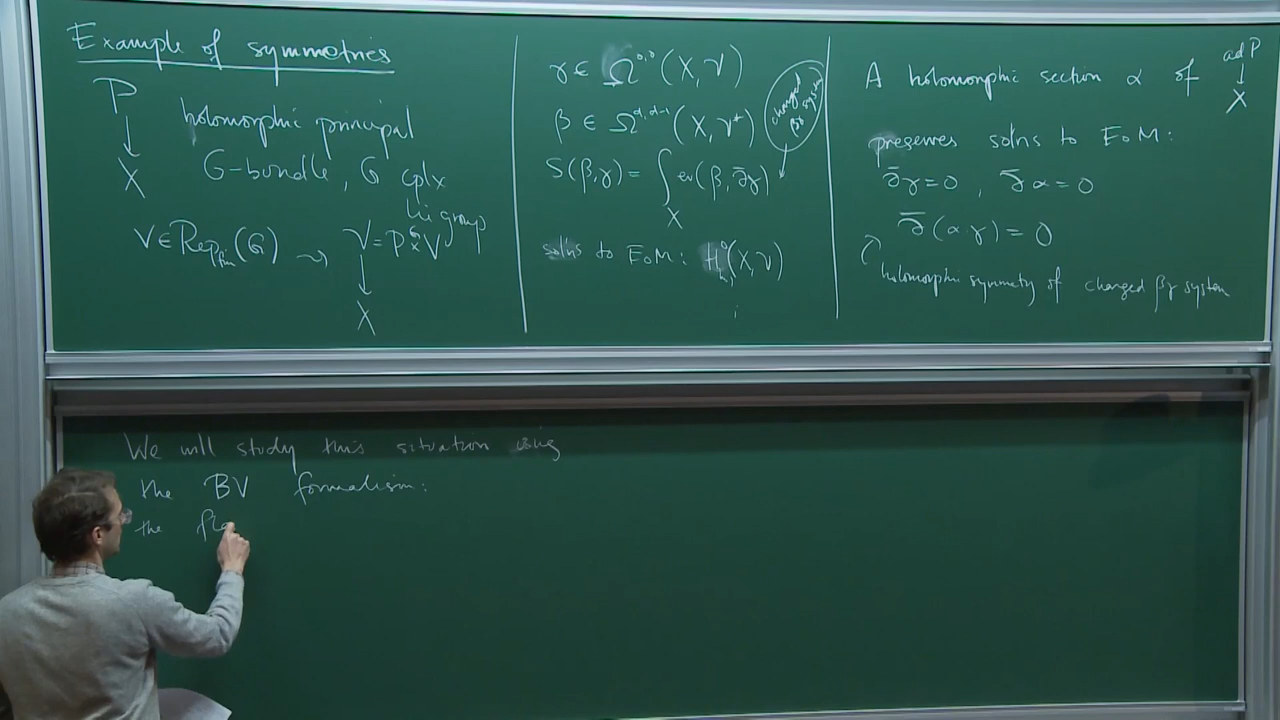 Example of symmetries
P
↓
X
holomorphic principal
G-bundle, G cplx
Lie group
V ∈ Rep_fin(G) ⇝ 𝒱 = P ×^G V
↓
X
γ ∈ Ω^{0,0}(X, 𝒱)
β ∈ Ω^{d,d-1}(X, 𝒱*)
S(β,γ) = ∫_X ev(β, ∂̄γ)
changed
βγ system
solns to EoM: H^0(X, 𝒱)
A holomorphic section α of
ad P
↓
X
preserves solns to EoM:
∂̄γ = 0, ∂̄α = 0
∂̄(αγ) = 0
holomorphic symmetry of changed βγ system
We will study this situation using
the BV formalism:
the